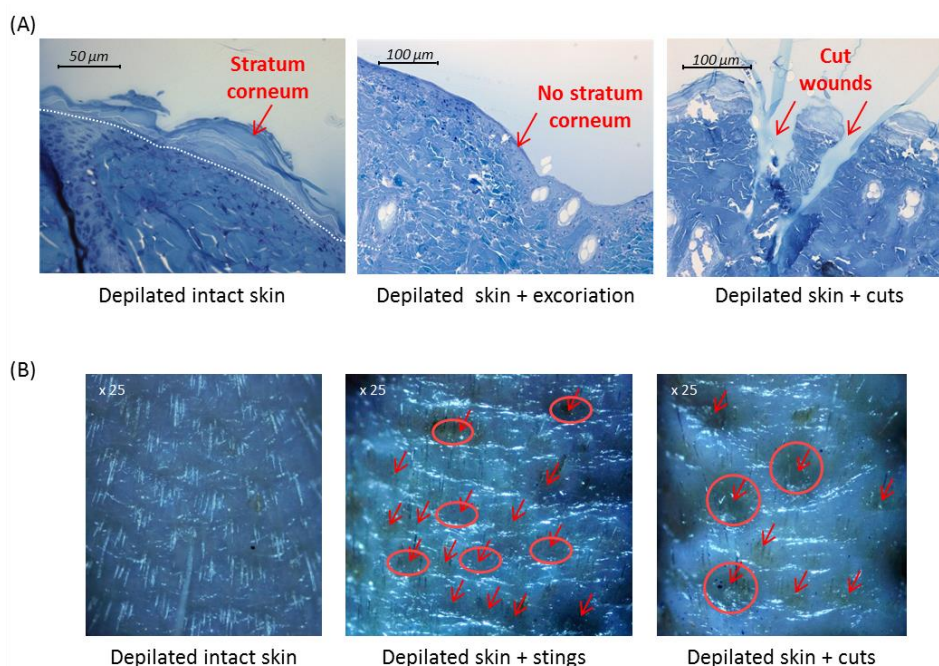 (A)
50 μm
Stratum
corneum
100 μm
No stratum
corneum
100 μm
Cut
wounds
Depilated intact skin
Depilated skin + excoriation
Depilated skin + cuts
(B)
x 25
x 25
x 25
Depilated intact skin
Depilated skin + stings
Depilated skin + cuts